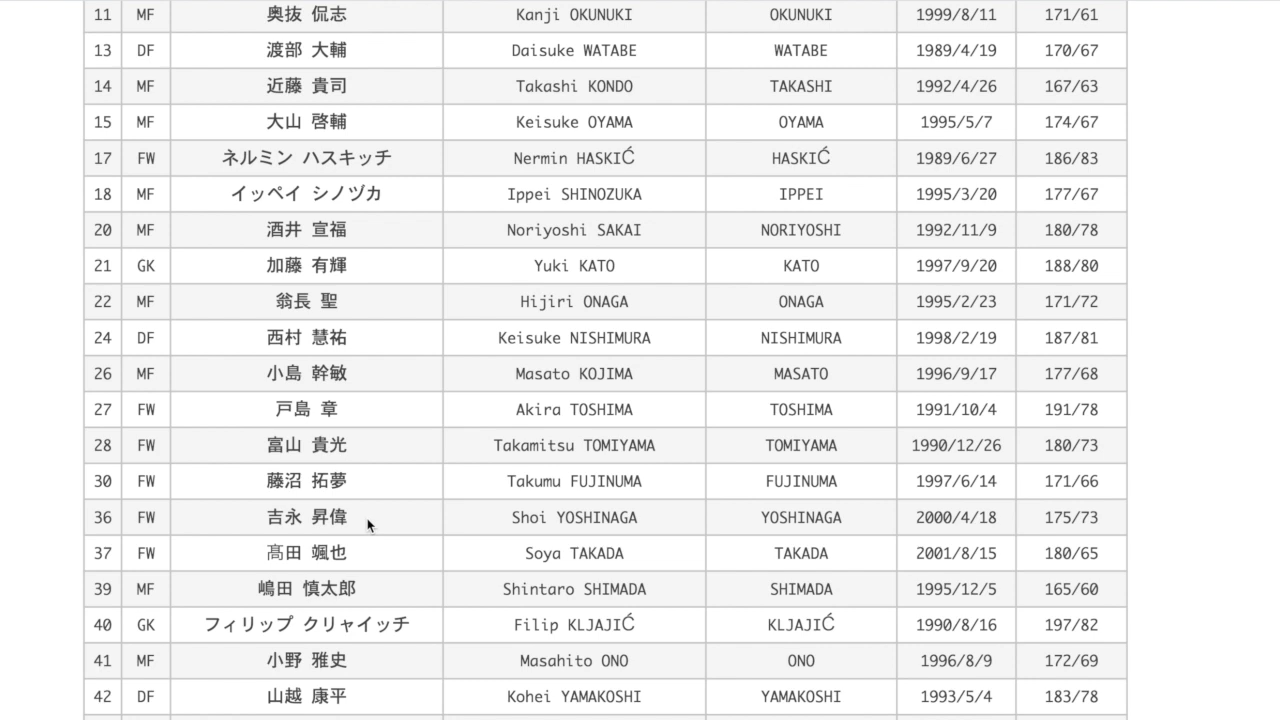 11 MF 奥抜 侃志 Kanji OKUNUKI OKUNUKI 1999/8/11 171/61
13 DF 渡部 大輔 Daisuke WATABE WATABE 1989/4/19 170/67
14 MF 近藤 貴司 Takashi KONDO TAKASHI 1992/4/26 167/63
15 MF 大山 啓輔 Keisuke OYAMA OYAMA 1995/5/7 174/67
17 FW ネルミン ハスキッチ Nermin HASKIĆ HASKIĆ 1989/6/27 186/83
18 MF イッペイ シノヅカ Ippei SHINOZUKA IPPEI 1995/3/20 177/67
20 MF 酒井 宣福 Noriyoshi SAKAI NORIYOSHI 1992/11/9 180/78
21 GK 加藤 有輝 Yuki KATO KATO 1997/9/20 188/80
22 MF 翁長 聖 Hijiri ONAGA ONAGA 1995/2/23 171/72
24 DF 西村 慧祐 Keisuke NISHIMURA NISHIMURA 1998/2/19 187/81
26 MF 小島 幹敏 Masato KOJIMA MASATO 1996/9/17 177/68
27 FW 戸島 章 Akira TOSHIMA TOSHIMA 1991/10/4 191/78
28 FW 富山 貴光 Takamitsu TOMIYAMA TOMIYAMA 1990/12/26 180/73
30 FW 藤沼 拓夢 Takumu FUJINUMA FUJINUMA 1997/6/14 171/66
36 FW 吉永 昇偉 Shoi YOSHINAGA YOSHINAGA 2000/4/18 175/73
37 FW 髙田 颯也 Soya TAKADA TAKADA 2001/8/15 180/65
39 MF 嶋田 慎太郎 Shintaro SHIMADA SHIMADA 1995/12/5 165/60
40 GK フィリップ クリャイッチ Filip KLJAJIĆ KLJAJIĆ 1990/8/16 197/82
41 MF 小野 雅史 Masahito ONO ONO 1996/8/9 172/69
42 DF 山越 康平 Kohei YAMAKOSHI YAMAKOSHI 1993/5/4 183/78